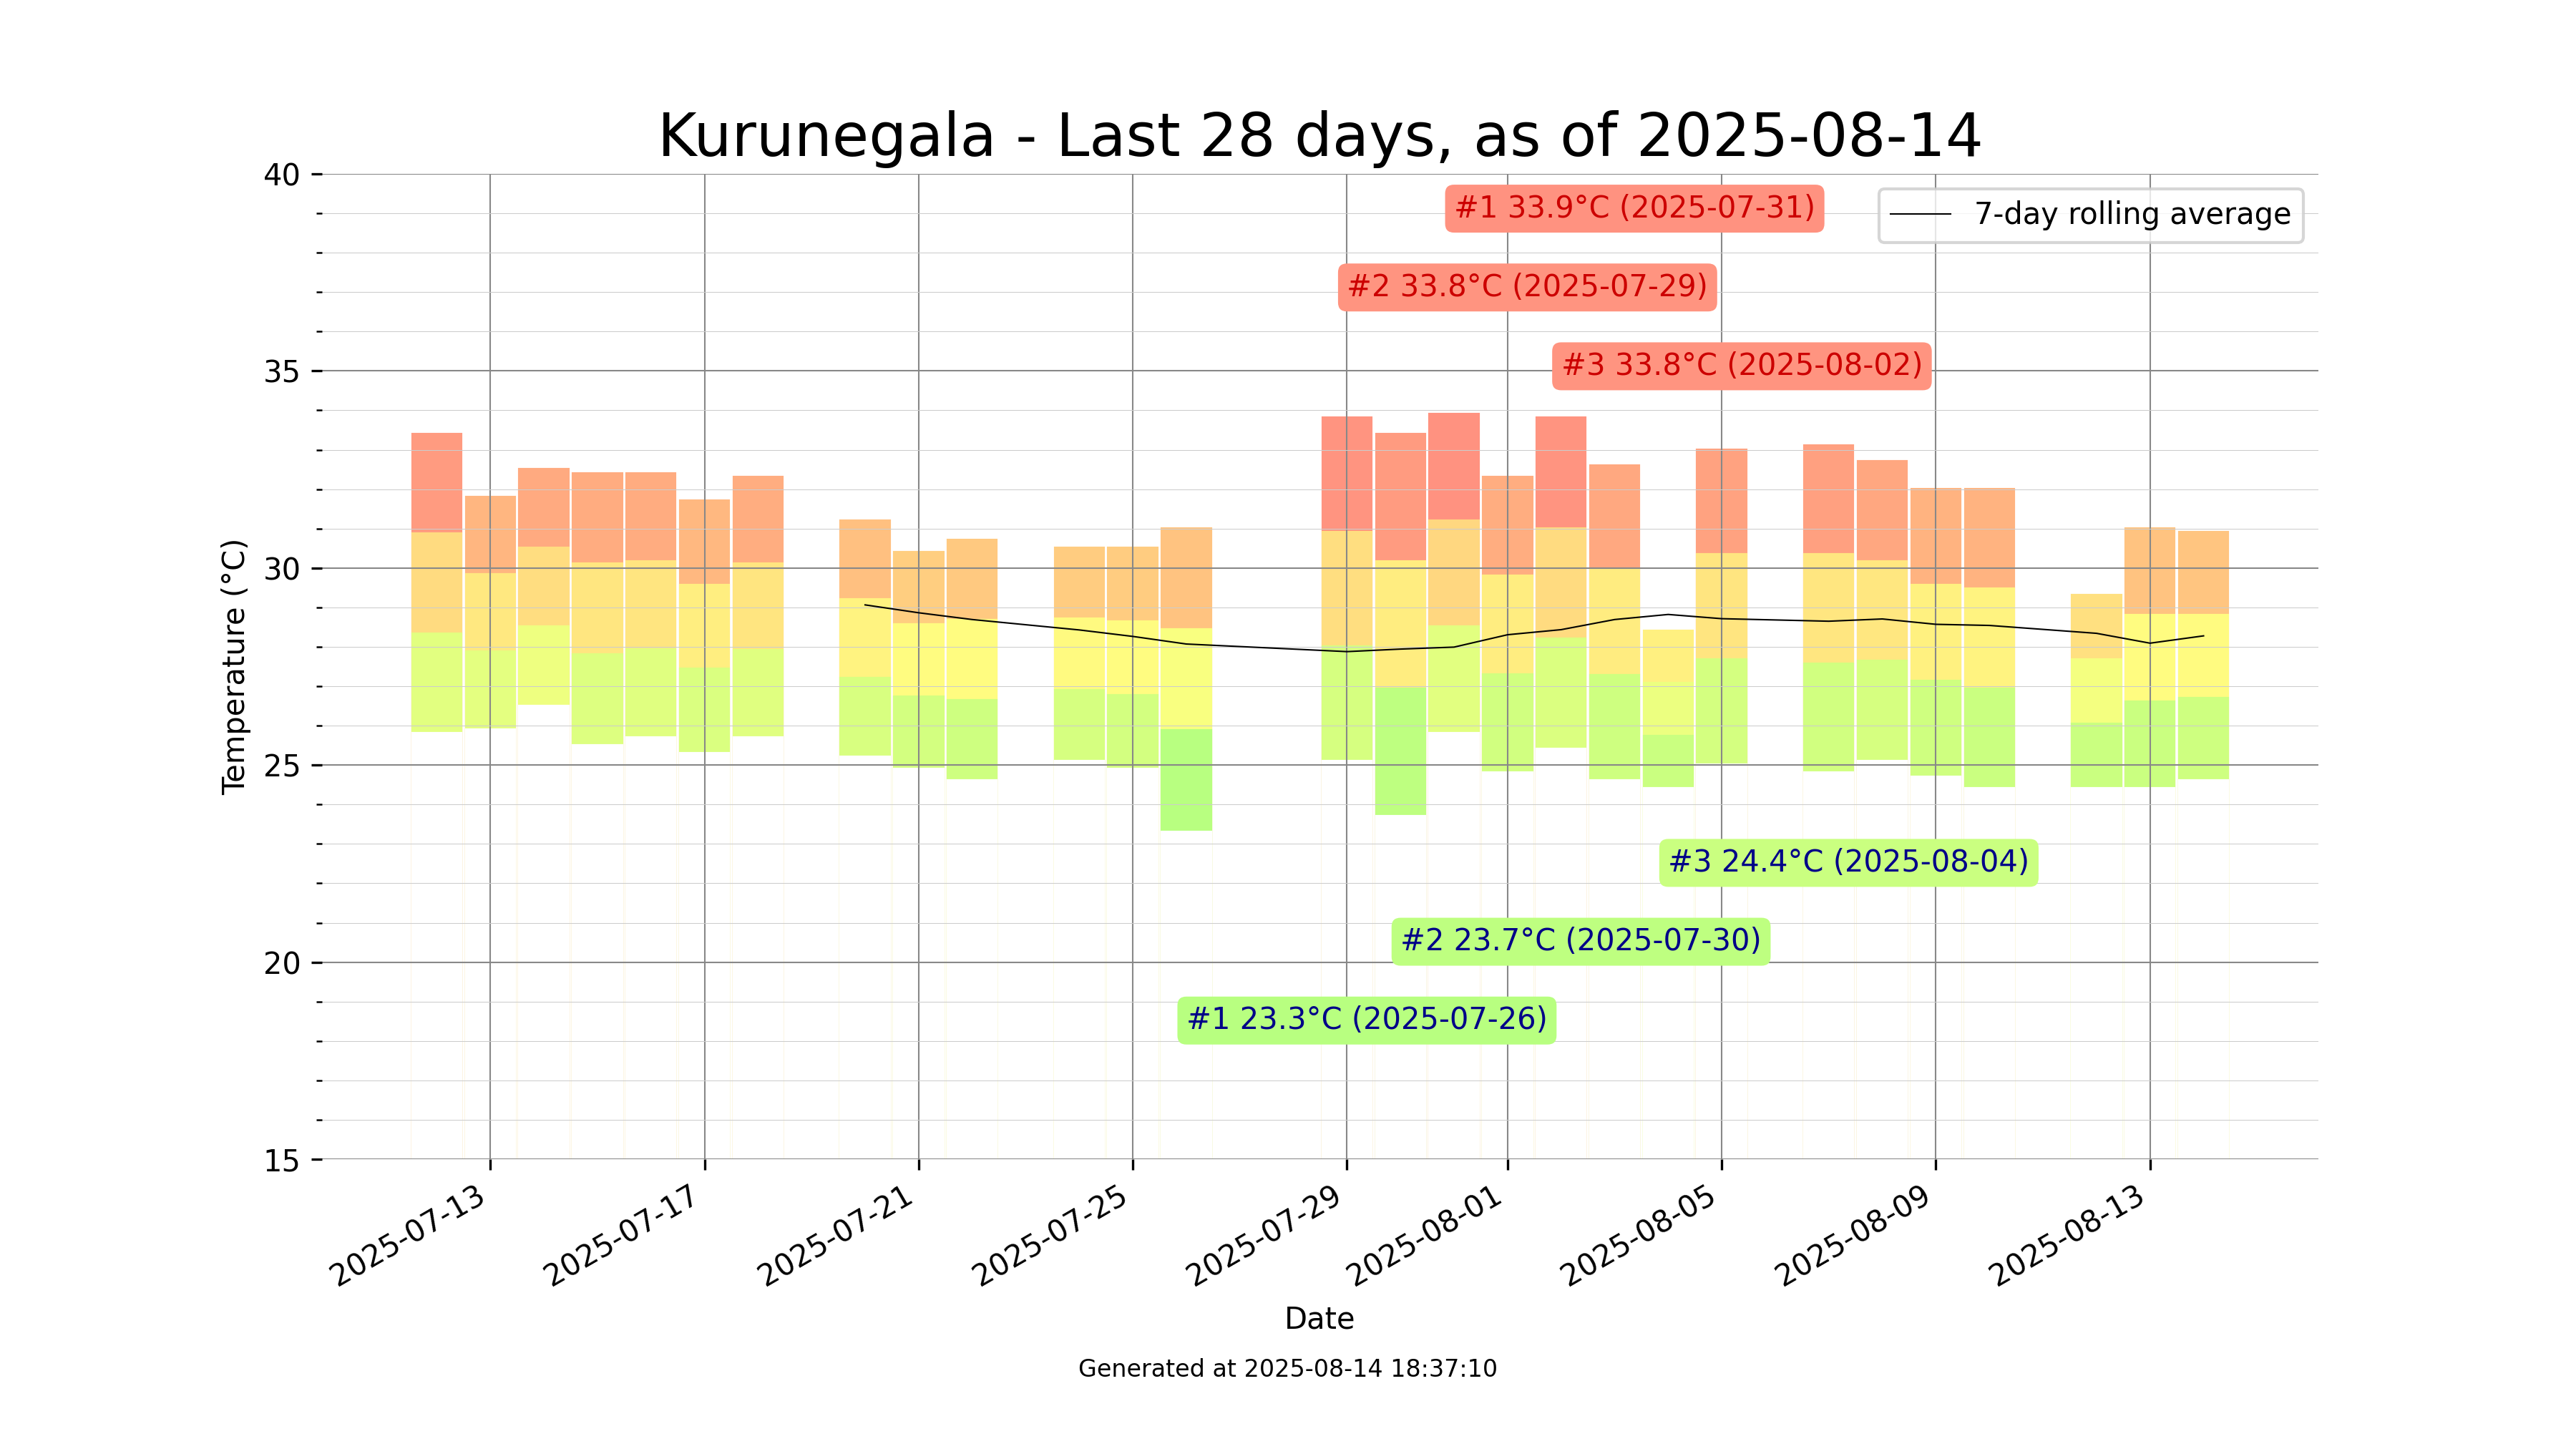 Kurunegala - Last 28 days, as of 2025-08-14
40
35
30
25
20
15
Temperature (°C)
7-day rolling average
#1 33.9°C (2025-07-31)
#2 33.8°C (2025-07-29)
#3 33.8°C (2025-08-02)
#3 24.4°C (2025-08-04)
#2 23.7°C (2025-07-30)
#1 23.3°C (2025-07-26)
2025-07-13
2025-07-17
2025-07-21
2025-07-25
2025-07-29
2025-08-01
2025-08-05
2025-08-09
2025-08-13
Date
Generated at 2025-08-14 18:37:10